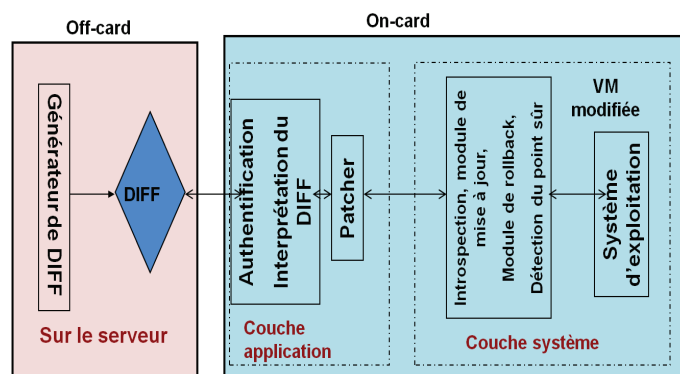 Off-card
On-card
Générateur de DIFF
DIFF
Sur le serveur
Authentification
Interprétation du
DIFF
Patcher
Couche
application
Introspection, module de
mise à jour,
Module de rollback,
Détection du point sûr
VM
modifiée
Système
d'exploitation
Couche système